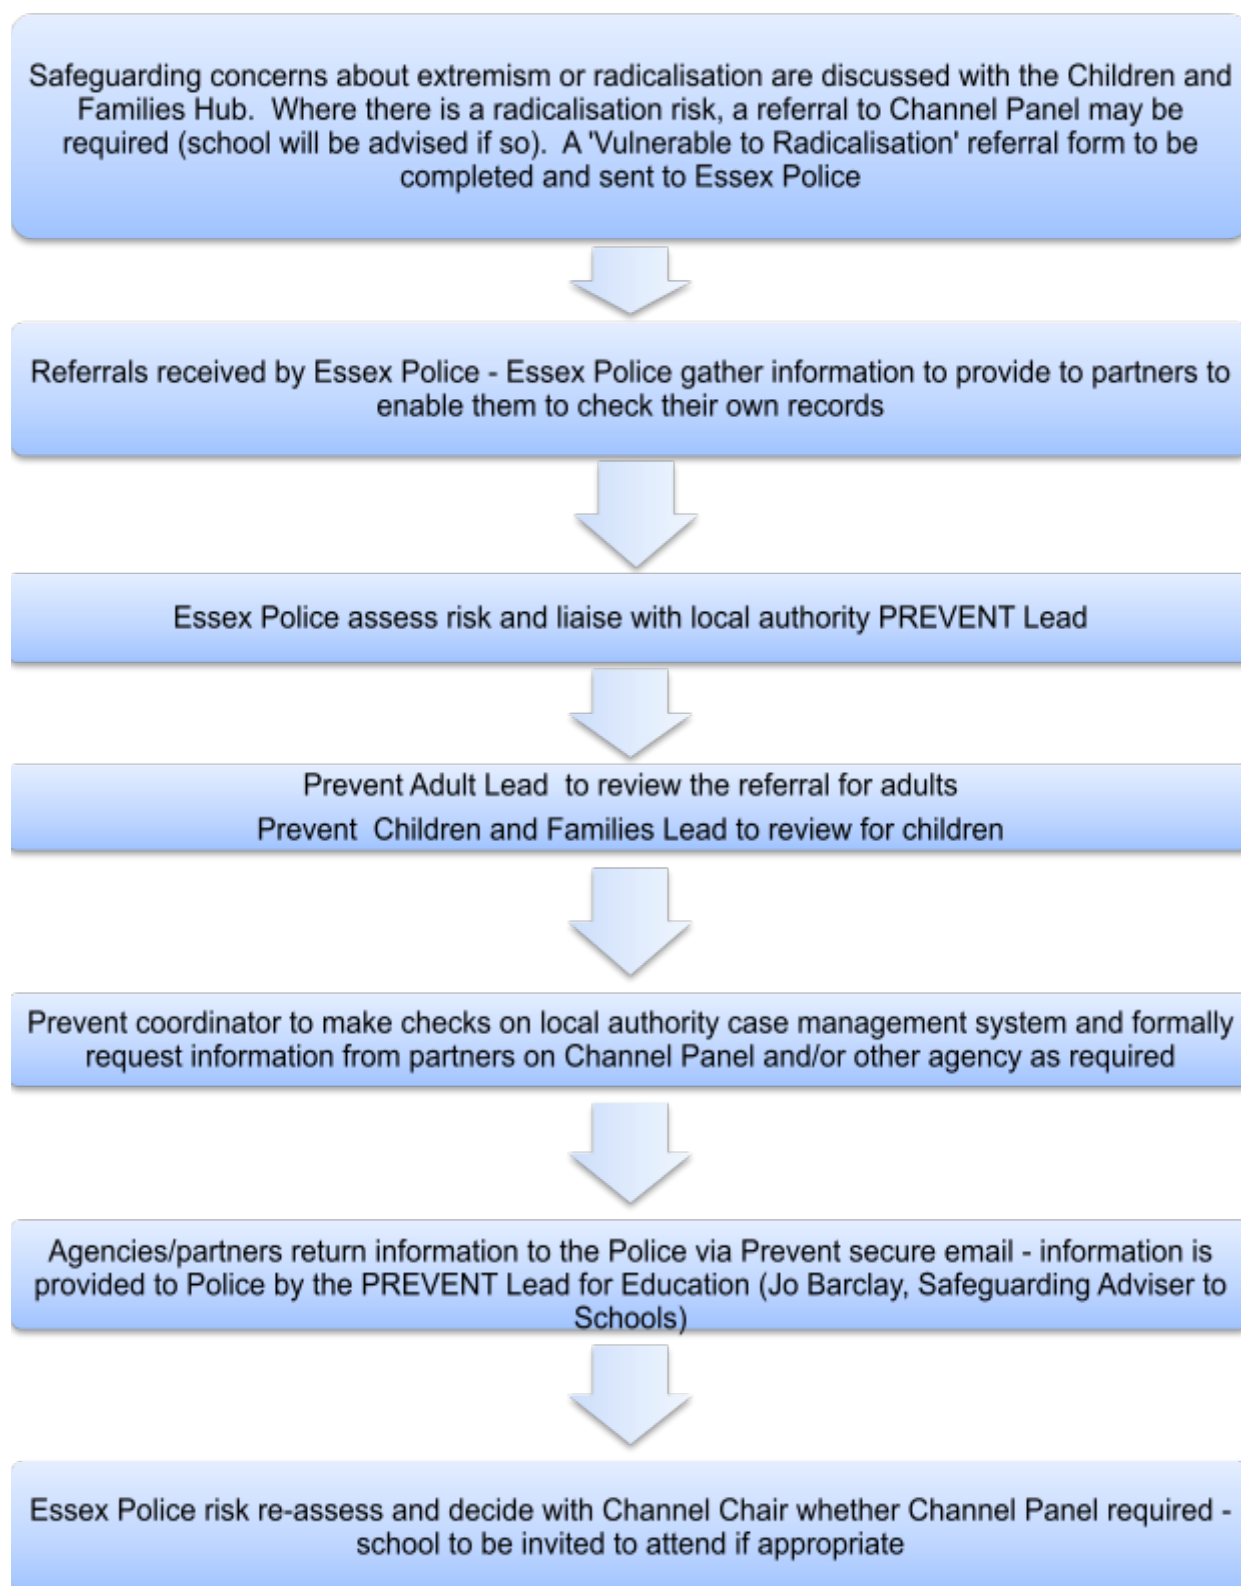 Safeguarding concerns about extremism or radicalisation are discussed with the Children and
Families Hub.  Where there is a radicalisation risk, a referral to Channel Panel may be
required (school will be advised if so).  A 'Vulnerable to Radicalisation' referral form to be
completed and sent to Essex Police
Referrals received by Essex Police - Essex Police gather information to provide to partners to
enable them to check their own records
Essex Police assess risk and liaise with local authority PREVENT Lead
Prevent Adult Lead  to review the referral for adults
Prevent  Children and Families Lead to review for children
Prevent coordinator to make checks on local authority case management system and formally
request information from partners on Channel Panel and/or other agency as required
Agencies/partners return information to the Police via Prevent secure email - information is
provided to Police by the PREVENT Lead for Education (Jo Barclay, Safeguarding Adviser to
Schools)
Essex Police risk re-assess and decide with Channel Chair whether Channel Panel required -
school to be invited to attend if appropriate